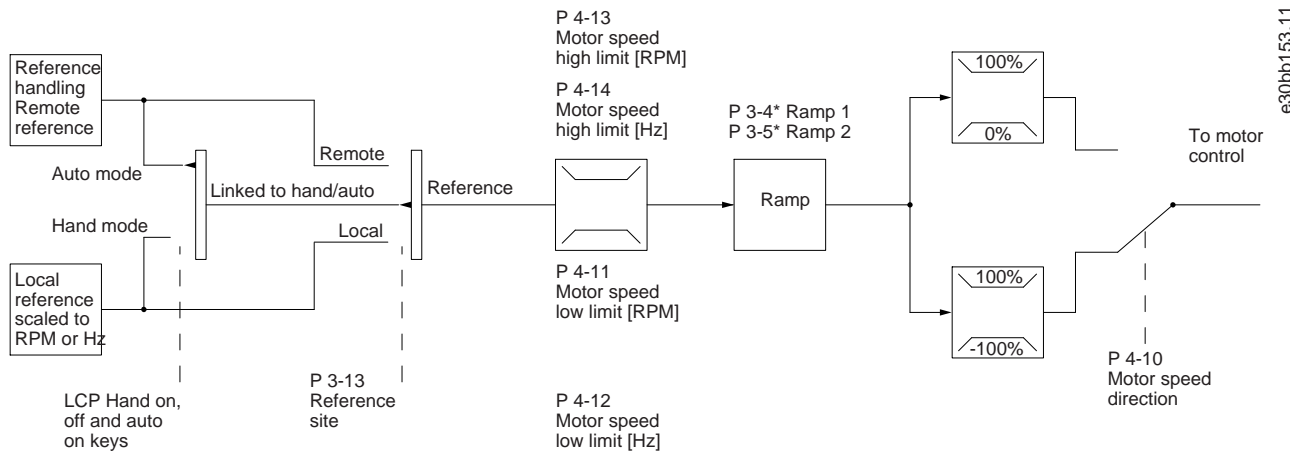 Reference
handling
Remote
reference
Auto mode
Hand mode
Local
reference
scaled to
RPM or Hz
LCP Hand on,
off and auto
on keys
Linked to hand/auto
Remote
Local
P 3-13
Reference
site
Reference
P 4-13
Motor speed
high limit [RPM]
P 4-14
Motor speed
high limit [Hz]
P 4-11
Motor speed
low limit [RPM]
P 4-12
Motor speed
low limit [Hz]
P 3-4* Ramp 1
P 3-5* Ramp 2
Ramp
100%
0%
100%
-100%
To motor
control
P 4-10
Motor speed
direction
e30bb153.11